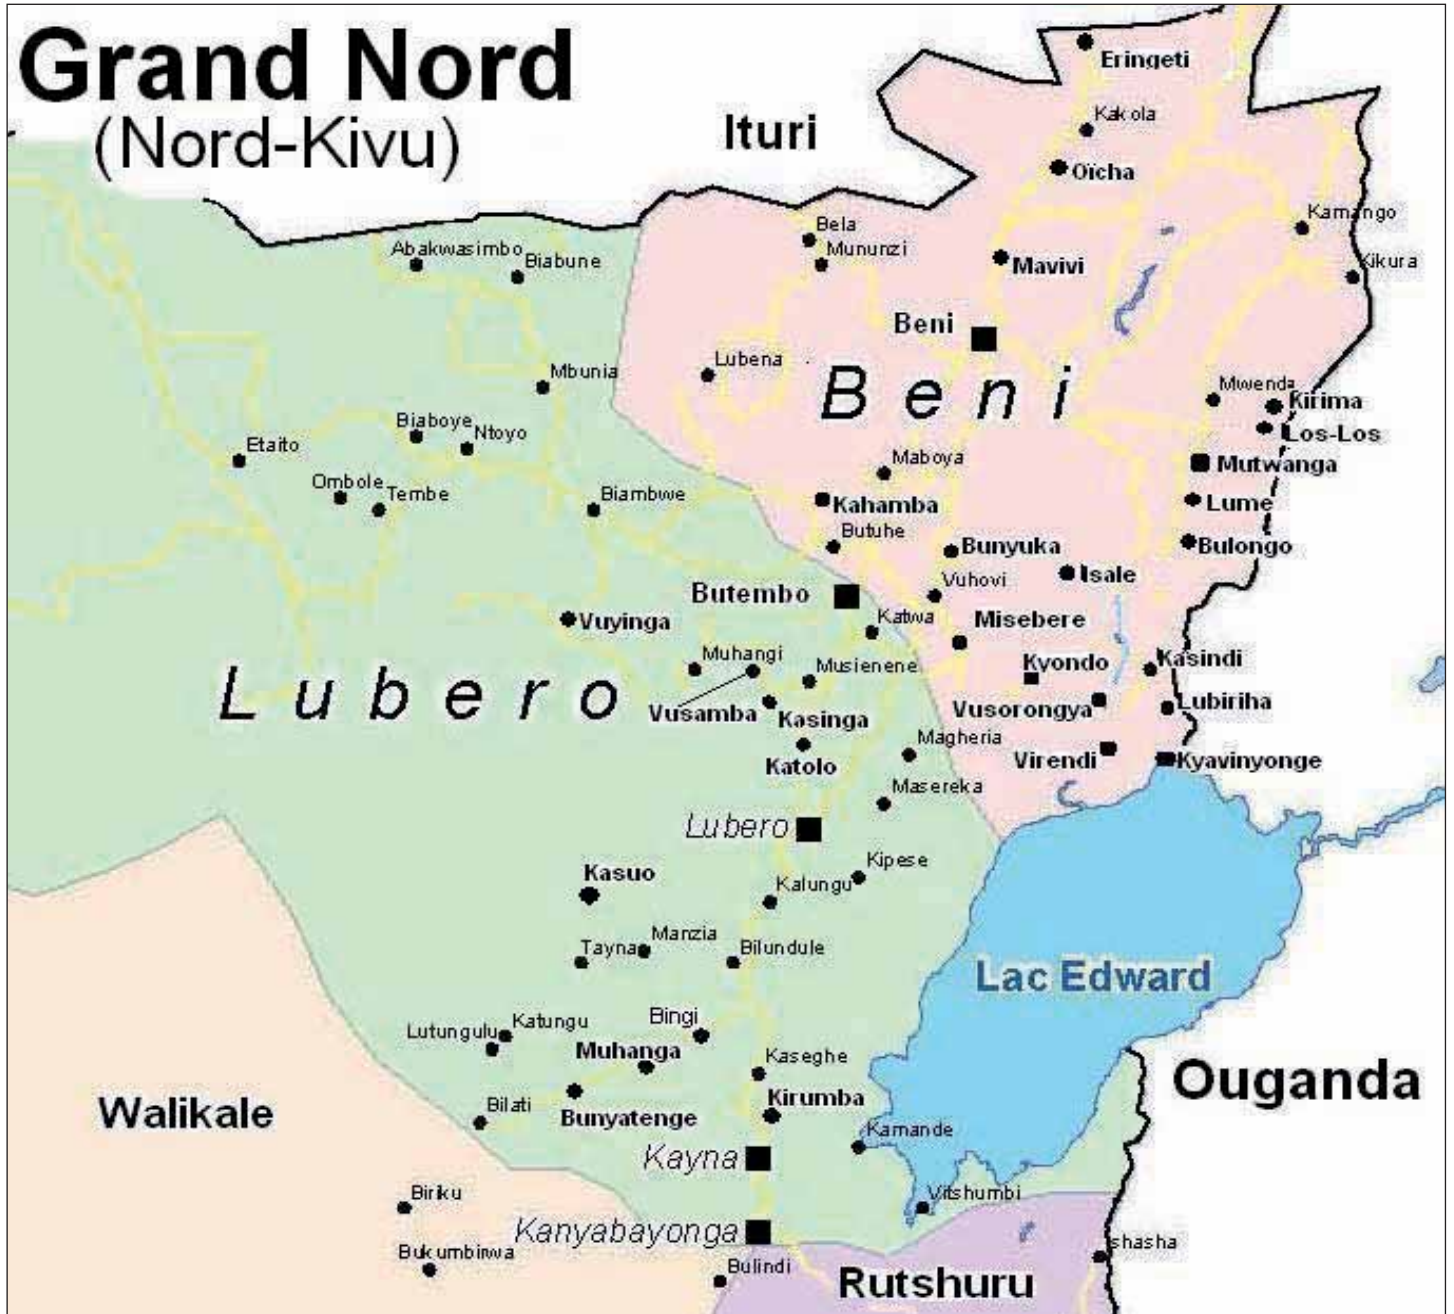 Grand Nord
(Nord-Kivu)
Ituri
Eringeti
Kakola
Oïcha
Kamango
Kikura
Bela
Mununzi
Mavivi
Abakwasimbo
Biabune
Beni
Lubena
Beni
Mbunia
Mwenda
Kirima
Los-Los
Biaboye
Ntoyo
Etaito
Maboya
Mutwanga
Ombole
Tembe
Biambwe
Kahamba
Lume
Butuhe
Bunyuka
Bulongo
Isale
Vuhovi
Butembo
Katwa
Misebere
Vuyinga
Muhangi
Musienene
Kyondo
Kasindi
Lubero
Vusamba
Kasinga
Vusorongya
Lubiriha
Magheria
Katolo
Virendi
Kyavinyonge
Masereka
Lubero
Kipese
Kasuo
Kalungu
Manzia
Tayna
Bilundule
Lac Edward
Bingi
Katungu
Lutungulu
Muhanga
Kaseghe
Ouganda
Walikale
Bilati
Bunyatenge
Kirumba
Kamande
Kayna
Biriku
Vitshumbi
Kanyabayonga
Bukumbirwa
shasha
Bulindi
Rutshuru